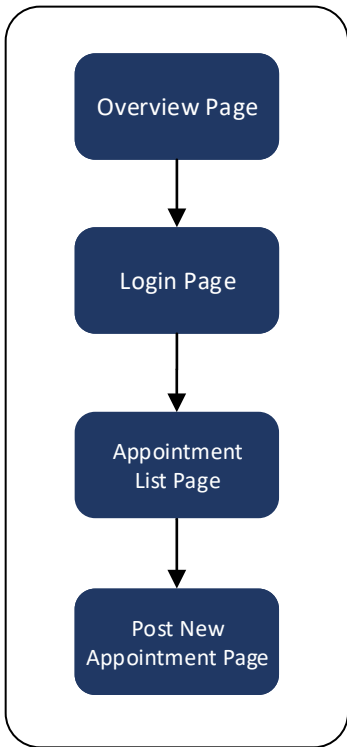 Overview Page
Login Page
Appointment
List Page
Post New
Appointment Page